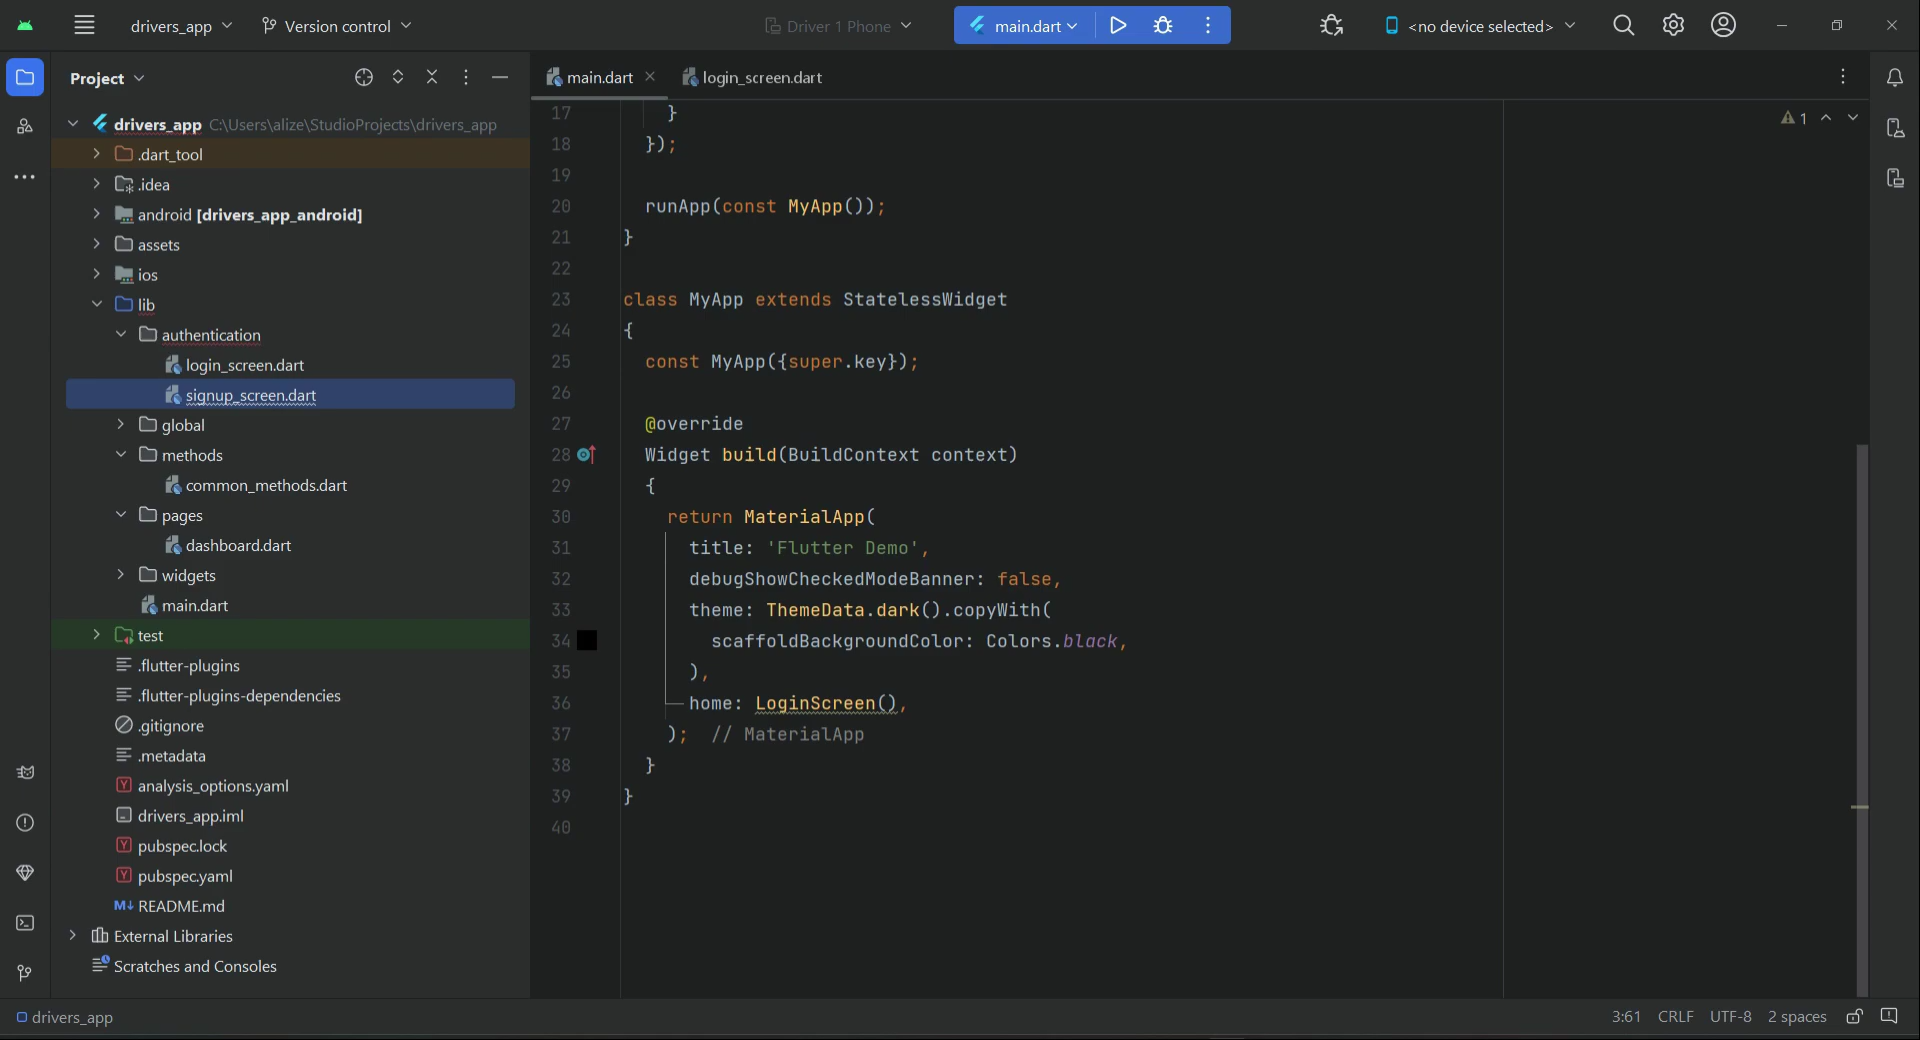 drivers_app
Version control
Driver 1 Phone
main.dart
<no device selected>
Project
main.dart
login_screen.dart
drivers_app C:\Users\alize\StudioProjects\drivers_app
.dart_tool
.idea
android [drivers_app_android]
assets
ios
lib
authentication
login_screen.dart
signup_screen.dart
global
methods
common_methods.dart
pages
dashboard.dart
widgets
main.dart
test
.flutter-plugins
.flutter-plugins-dependencies
.gitignore
.metadata
analysis_options.yaml
drivers_app.iml
pubspec.lock
pubspec.yaml
M↓ README.md
External Libraries
Scratches and Consoles
1
17 }
18 });
19
20 runApp(const MyApp());
21 }
22
23 class MyApp extends StatelessWidget
24 {
25 const MyApp({super.key});
26
27 @override
28 Widget build(BuildContext context)
29 {
30 return MaterialApp(
31 title: 'Flutter Demo',
32 debugShowCheckedModeBanner: false,
33 theme: ThemeData.dark().copyWith(
34 scaffoldBackgroundColor: Colors.black,
35 ),
36 home: LoginScreen(),
37 ); // MaterialApp
38 }
39 }
40
drivers_app
3:61 CRLF UTF-8 2 spaces